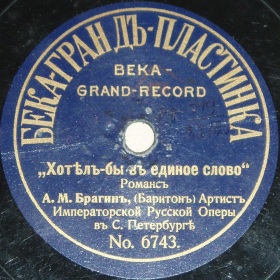 БЕКА-ГРАНДЪ-ПЛАСТИНКА
BEKA-
GRAND-RECORD
„Хотѣлъ-бы въ единое слово“
Романсъ
А. М. Брагинъ, (Баритонъ) Артистъ
Императорской Русской Оперы
въ С. Петербургѣ
No. 6743.